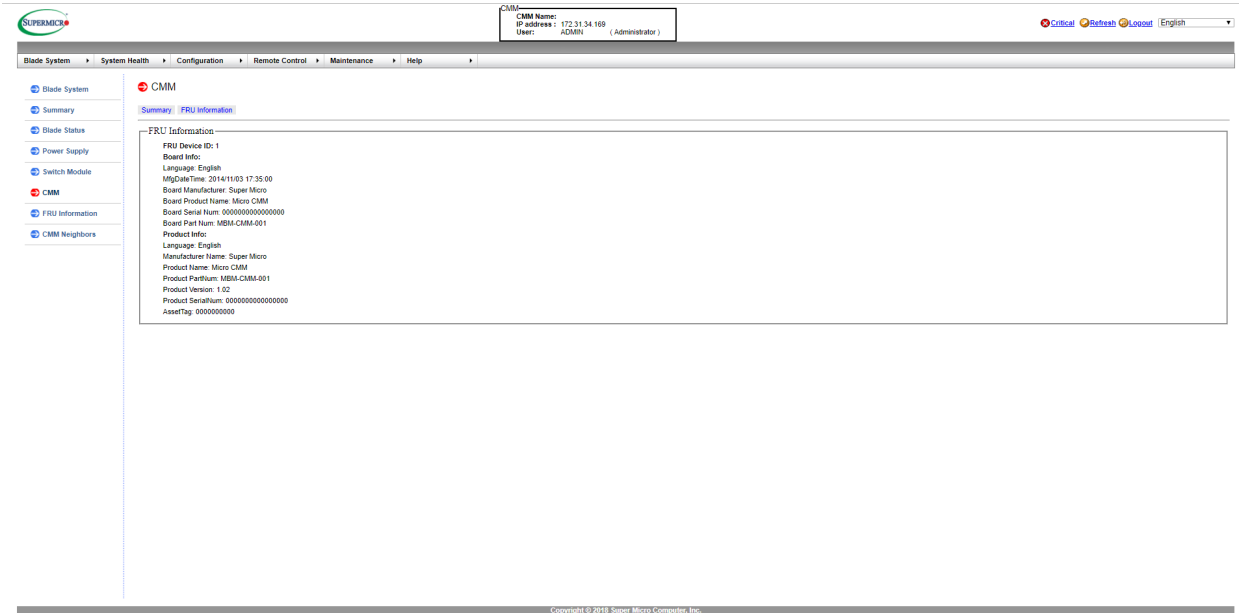 SUPERMICRO
CMM
CMM Name:
IP address : 172.31.34.169
User: ADMIN ( Administrator )
Critical Refresh Logout English
Blade System System Health Configuration Remote Control Maintenance Help
Blade System
Summary
Blade Status
Power Supply
Switch Module
CMM
FRU Information
CMM Neighbors
CMM
Summary FRU Information
FRU Information
FRU Device ID: 1
Board Info:
Language: English
MfgDateTime: 2014/11/03 17:35:00
Board Manufacturer: Super Micro
Board Product Name: Micro CMM
Board Serial Num: 0000000000000000
Board Part Num: MBM-CMM-001
Product Info:
Language: English
Manufacturer Name: Super Micro
Product Name: Micro CMM
Product PartNum: MBM-CMM-001
Product Version: 1.02
Product SerialNum: 0000000000000000
AssetTag: 0000000000
Copyright © 2018 Super Micro Computer, Inc.